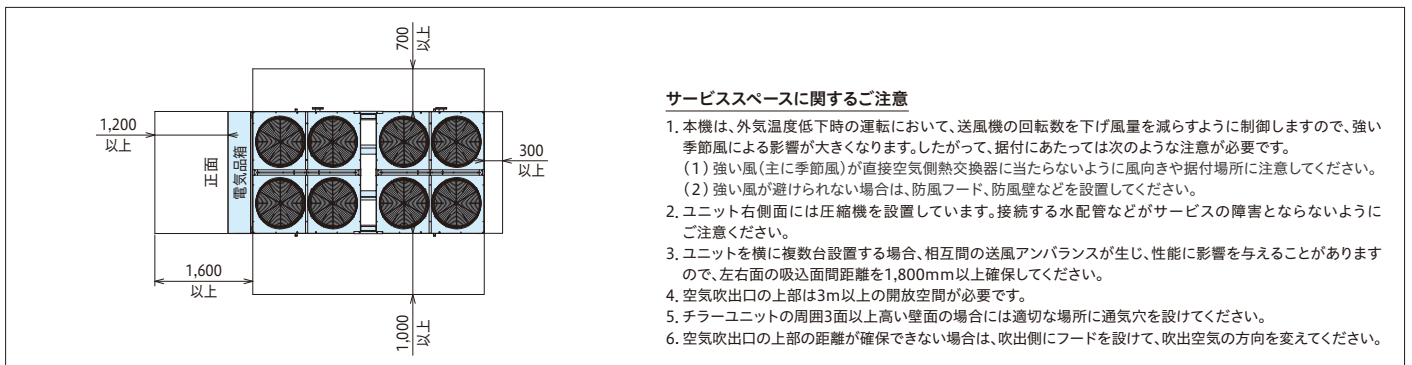 700
以上
1,200
以上
正面
電気品箱
300
以上
1,600
以上
1,000
以上
サービススペースに関するご注意
1. 本機は、外気温度低下時の運転において、送風機の回転数を下げ風量を減らすように制御しますので、強い
季節風による影響が大きくなります。したがって、据付にあたっては次のような注意が必要です。
（1）強い風（主に季節風）が直接空気側熱交換器に当たらないように風向きや据付場所に注意してください。
（2）強い風が避けられない場合は、防風フード、防風壁などを設置してください。
2. ユニット右側面には圧縮機を設置しています。接続する水配管などがサービスの障害とならないように
ご注意ください。
3. ユニットを横に複数台設置する場合、相互間の送風アンバランスが生じ、性能に影響を与えることがあります
ので、左右面の吸込面間距離を1,800mm以上確保してください。
4. 空気吹出口の上部は3m以上の開放空間が必要です。
5. チラーユニットの周囲3面以上高い壁面の場合には適切な場所に通気穴を設けてください。
6. 空気吹出口の上部の距離が確保できない場合は、吹出側にフードを設けて、吹出空気の方向を変えてください。